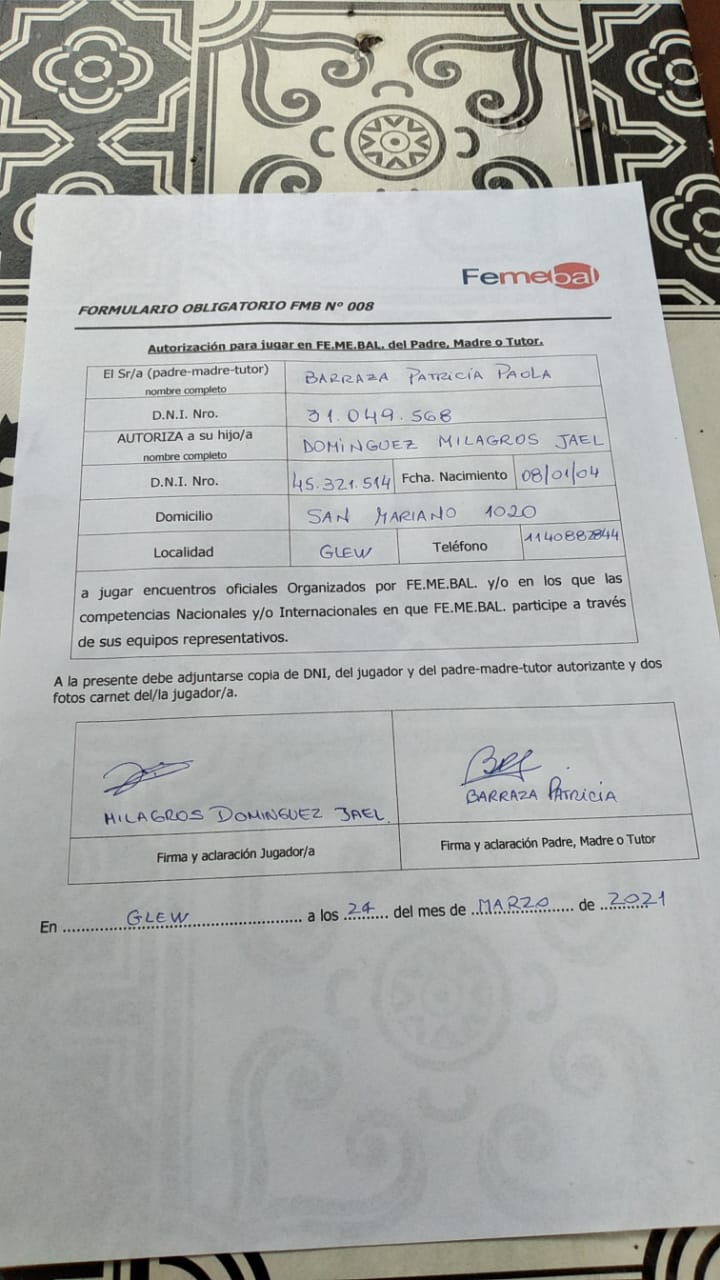 Femebal
FORMULARIO OBLIGATORIO FMB Nº 008
Autorización para jugar en FE.ME.BAL. del Padre, Madre o Tutor.
El Sr/a (padre-madre-tutor)
nombre completo
BARRAZA PATRICIA PAOLA
D.N.I. Nro.
31.049.568
AUTORIZA a su hijo/a
nombre completo
DOMINGUEZ MILAGROS JAEL
D.N.I. Nro. 45.321.514 Fcha. Nacimiento 08/01/04
Domicilio SAN MARIANO 1020
Localidad GLEW Teléfono 1140882844
a jugar encuentros oficiales Organizados por FE.ME.BAL. y/o en los que las
competencias Nacionales y/o Internacionales en que FE.ME.BAL. participe a través
de sus equipos representativos.
A la presente debe adjuntarse copia de DNI, del jugador y del padre-madre-tutor autorizante y dos
fotos carnet del/la jugador/a.
MILAGROS DOMINGUEZ JAEL
Firma y aclaración Jugador/a
BARRAZA PATRICIA
Firma y aclaración Padre, Madre o Tutor
En GLEW a los 24 del mes de MARZO de 2021